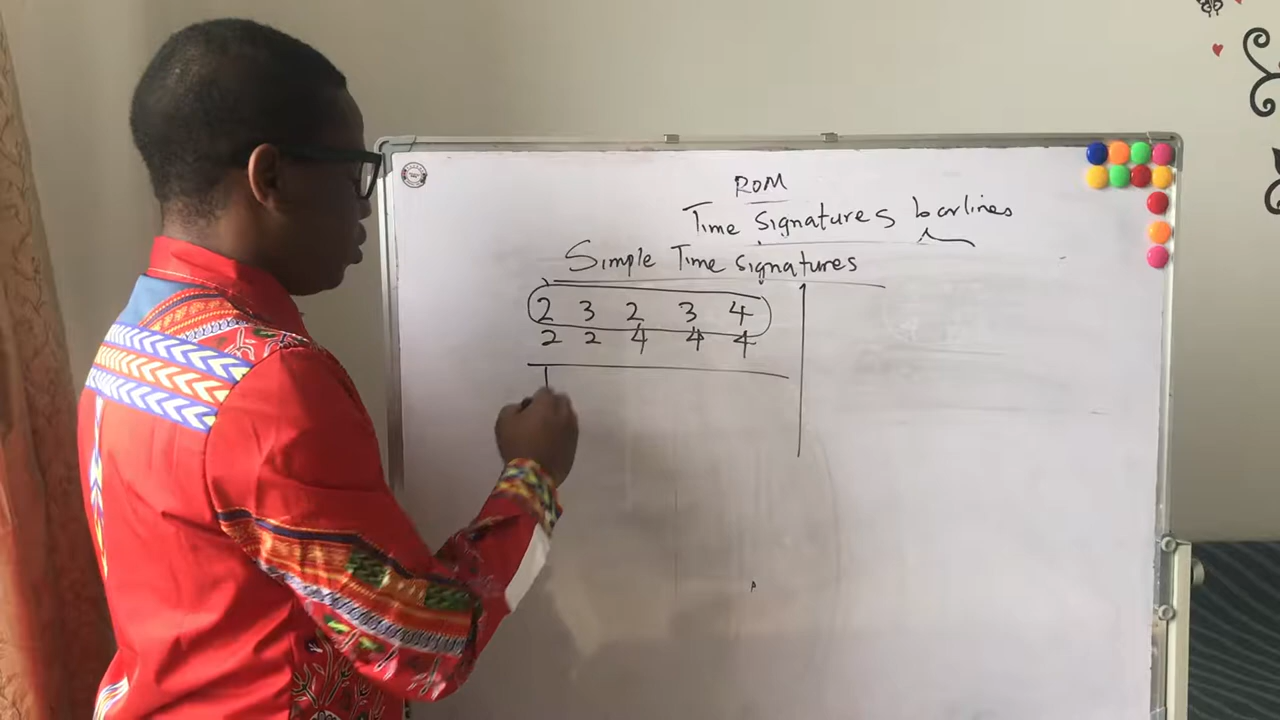 ROM
Time Signatures barlines
Simple Time signatures
2 3 2 3 4
2 2 4 4 4